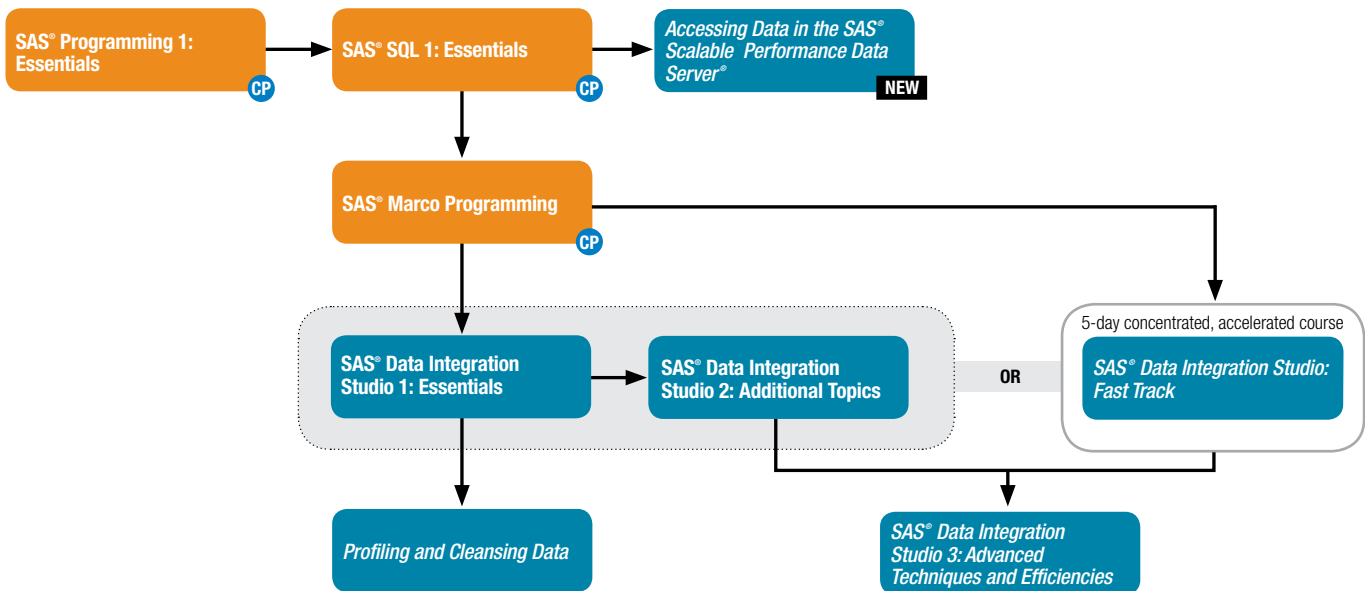 SAS® Programming 1:
Essentials
CP
SAS® SQL 1: Essentials
CP
Accessing Data in the SAS®
Scalable Performance Data
Server®
NEW
SAS® Marco Programming
CP
SAS® Data Integration
Studio 1: Essentials
SAS® Data Integration
Studio 2: Additional Topics
OR
5-day concentrated, accelerated course
SAS® Data Integration Studio:
Fast Track
Profiling and Cleansing Data
SAS® Data Integration
Studio 3: Advanced
Techniques and Efficiencies